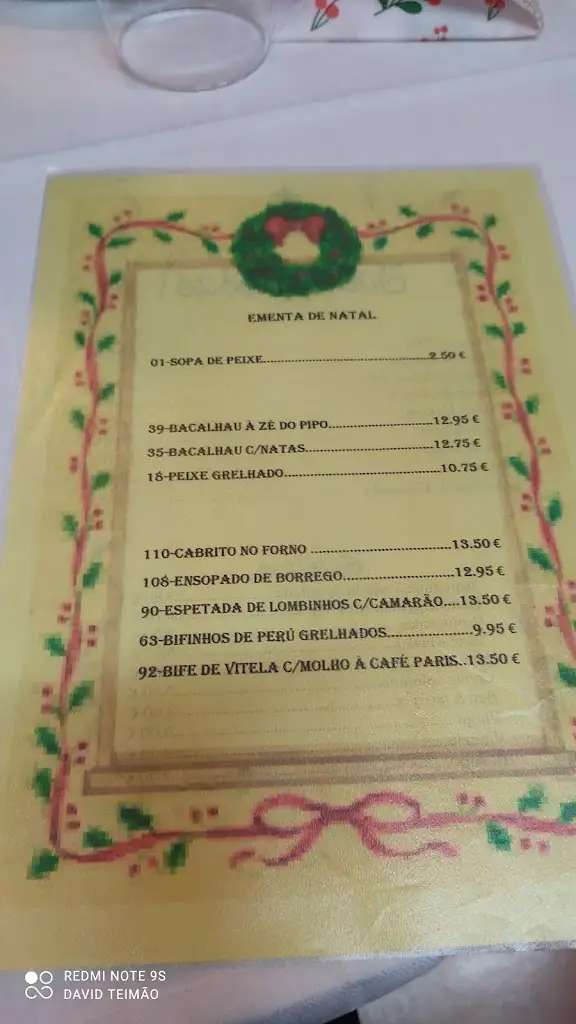 EMENTA DE NATAL
01-SOPA DE PEIXE..................................................2.50 €
39-BACALHAU À ZÉ DO PIPO..........................12.95 €
35-BACALHAU C/NATAS................................12.75 €
18-PEIXE GRELHADO.......................................10.75 €
110-CABRITO NO FORNO ...................................13.50 €
108-ENSOPADO DE BORREGO...........................12.95 €
90-ESPETADA DE LOMBINHOS C/CAMARÃO....13.50 €
63-BIFINHOS DE PERÚ GRELHADOS.....................9.95 €
92-BIFE DE VITELA C/MOLHO À CAFÉ PARIS..13.50 €
REDMI NOTE 9S
DAVID TEIMÃO